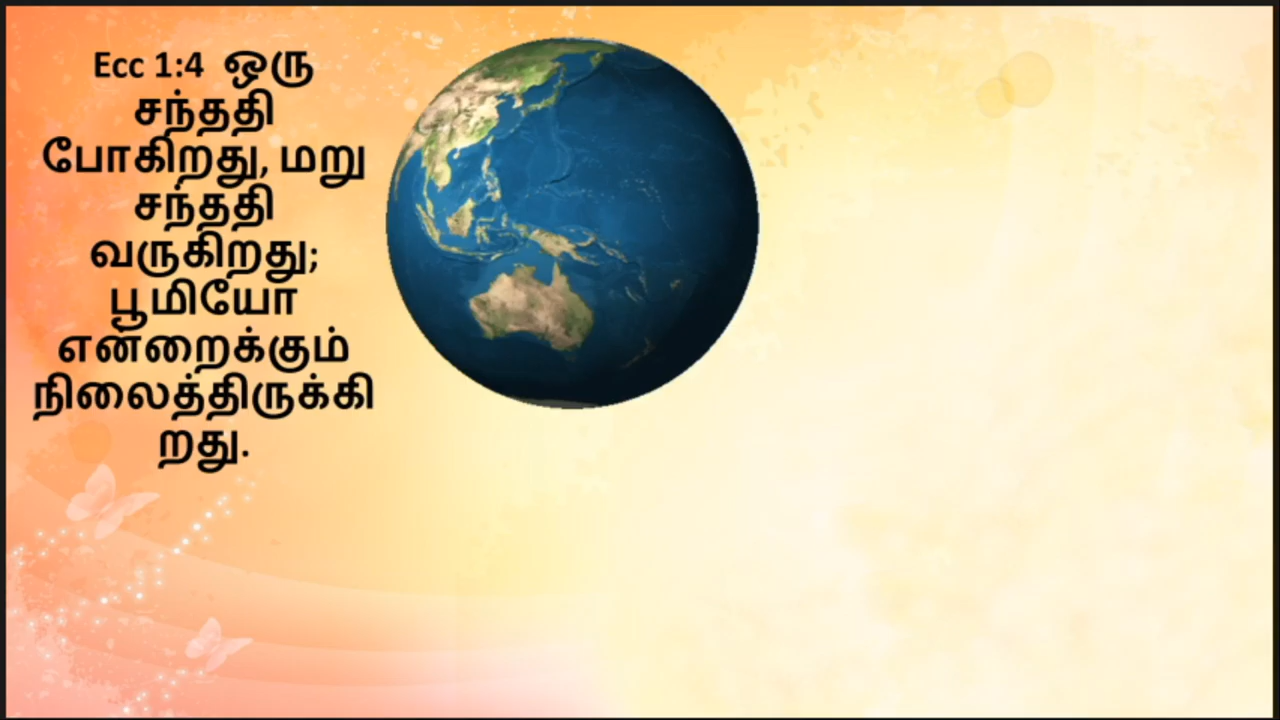 Ecc 1:4 ஒரு
சந்ததி
போகிறது, மறு
சந்ததி
வருகிறது;
பூமியோ
என்றைக்கும்
நிலைத்திருக்கி
றது.